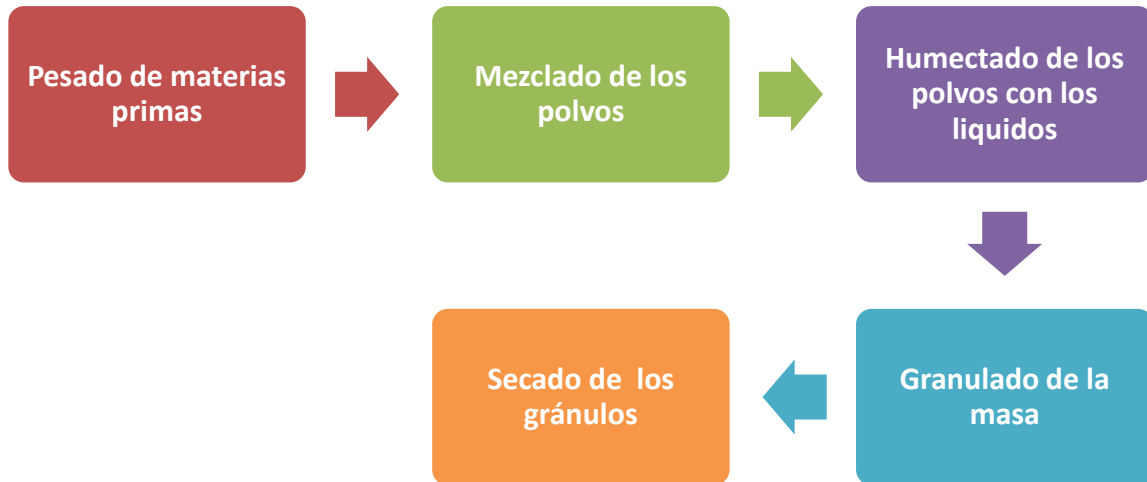 Pesado de materias
primas
Mezclado de los
polvos
Humectado de los
polvos con los
liquidos
Granulado de la
masa
Secado de  los
gránulos